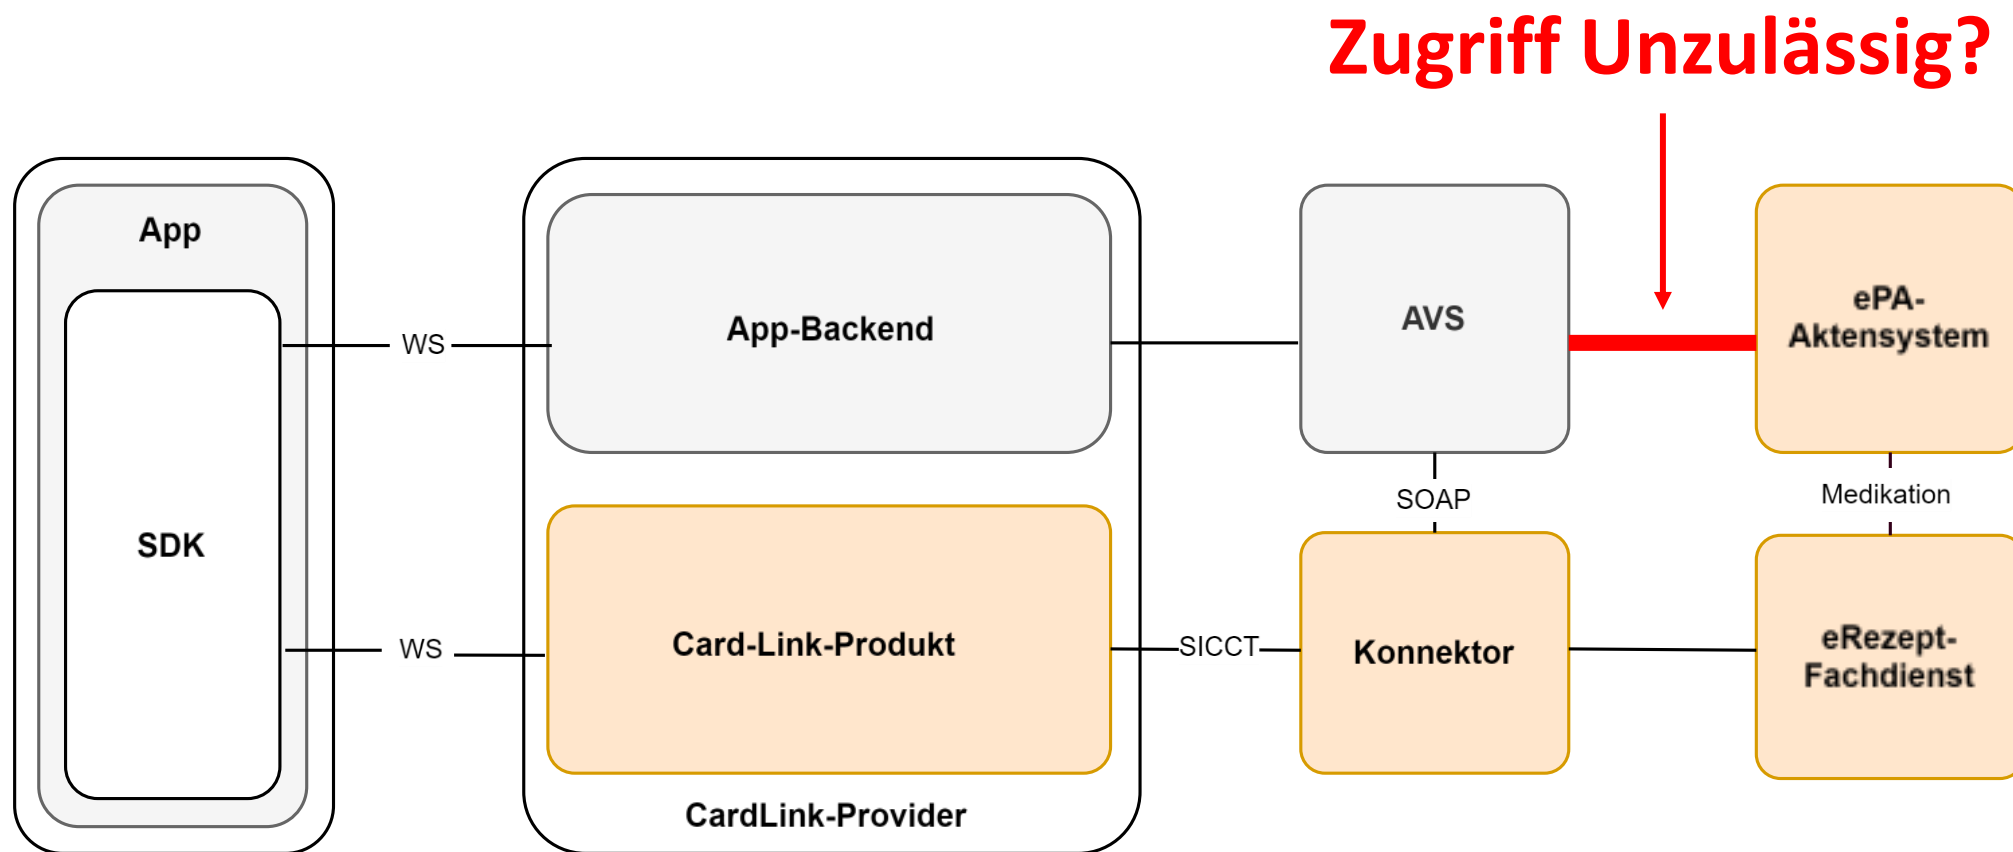 Zugriff Unzulässig?
App
SDK
WS
WS
App-Backend
Card-Link-Produkt
CardLink-Provider
SICCT
AVS
SOAP
Konnektor
ePA-
Aktensystem
Medikation
eRezept-
Fachdienst